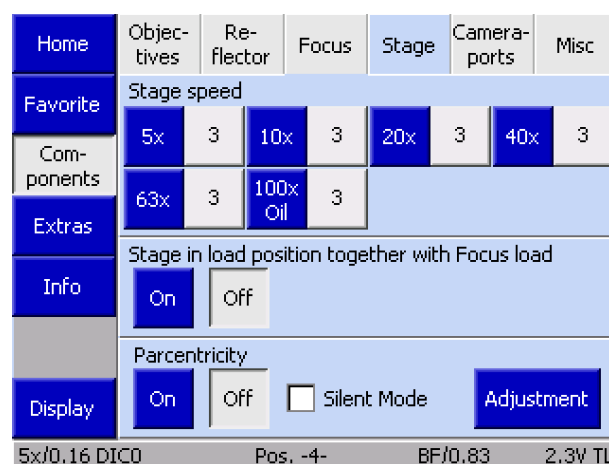 Home
Favorite
Com-
ponents
Extras
Info
Display
Objec-
tives
Re-
flector
Focus
Stage
Camera-
ports
Misc
Stage speed
5x 3 10x 3 20x 3 40x 3
63x 3 100x
Oil 3
Stage in load position together with Focus load
On Off
Parcentricity
On Off Silent Mode Adjustment
5x/0.16 DIC0 Pos. -4- BF/0.83 2.3V TL